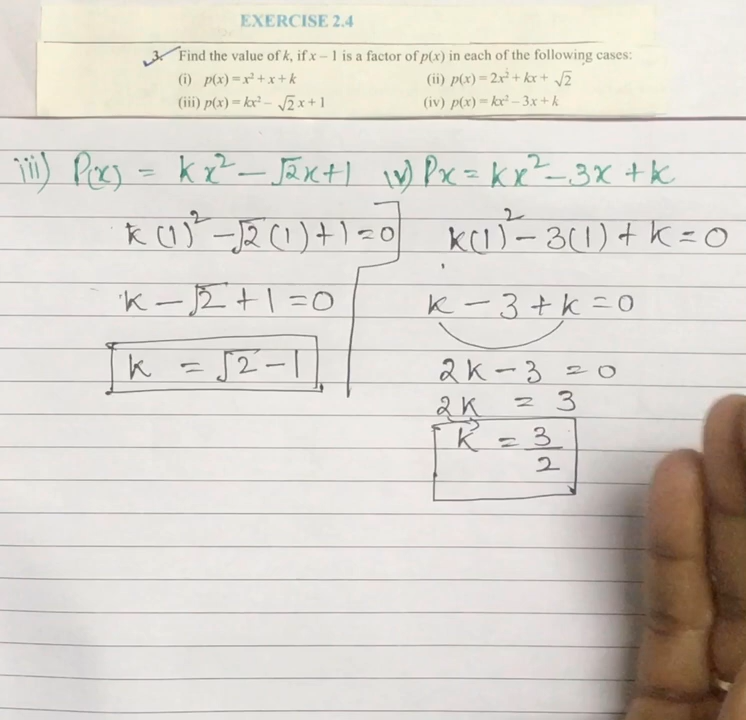 EXERCISE 2.4
3. Find the value of k, if x – 1 is a factor of p(x) in each of the following cases:
(i) p(x) = x² + x + k (ii) p(x) = 2x² + kx + √2
(iii) p(x) = kx² – √2 x + 1 (iv) p(x) = kx² – 3x + k
iii) P(x) = kx² – √2x + 1
k(1)² – √2(1) + 1 = 0
k – √2 + 1 = 0
k = √2 – 1
iv) Px = kx² – 3x + k
k(1)² – 3(1) + k = 0
k – 3 + k = 0
2k – 3 = 0
2k = 3
k = 3/2